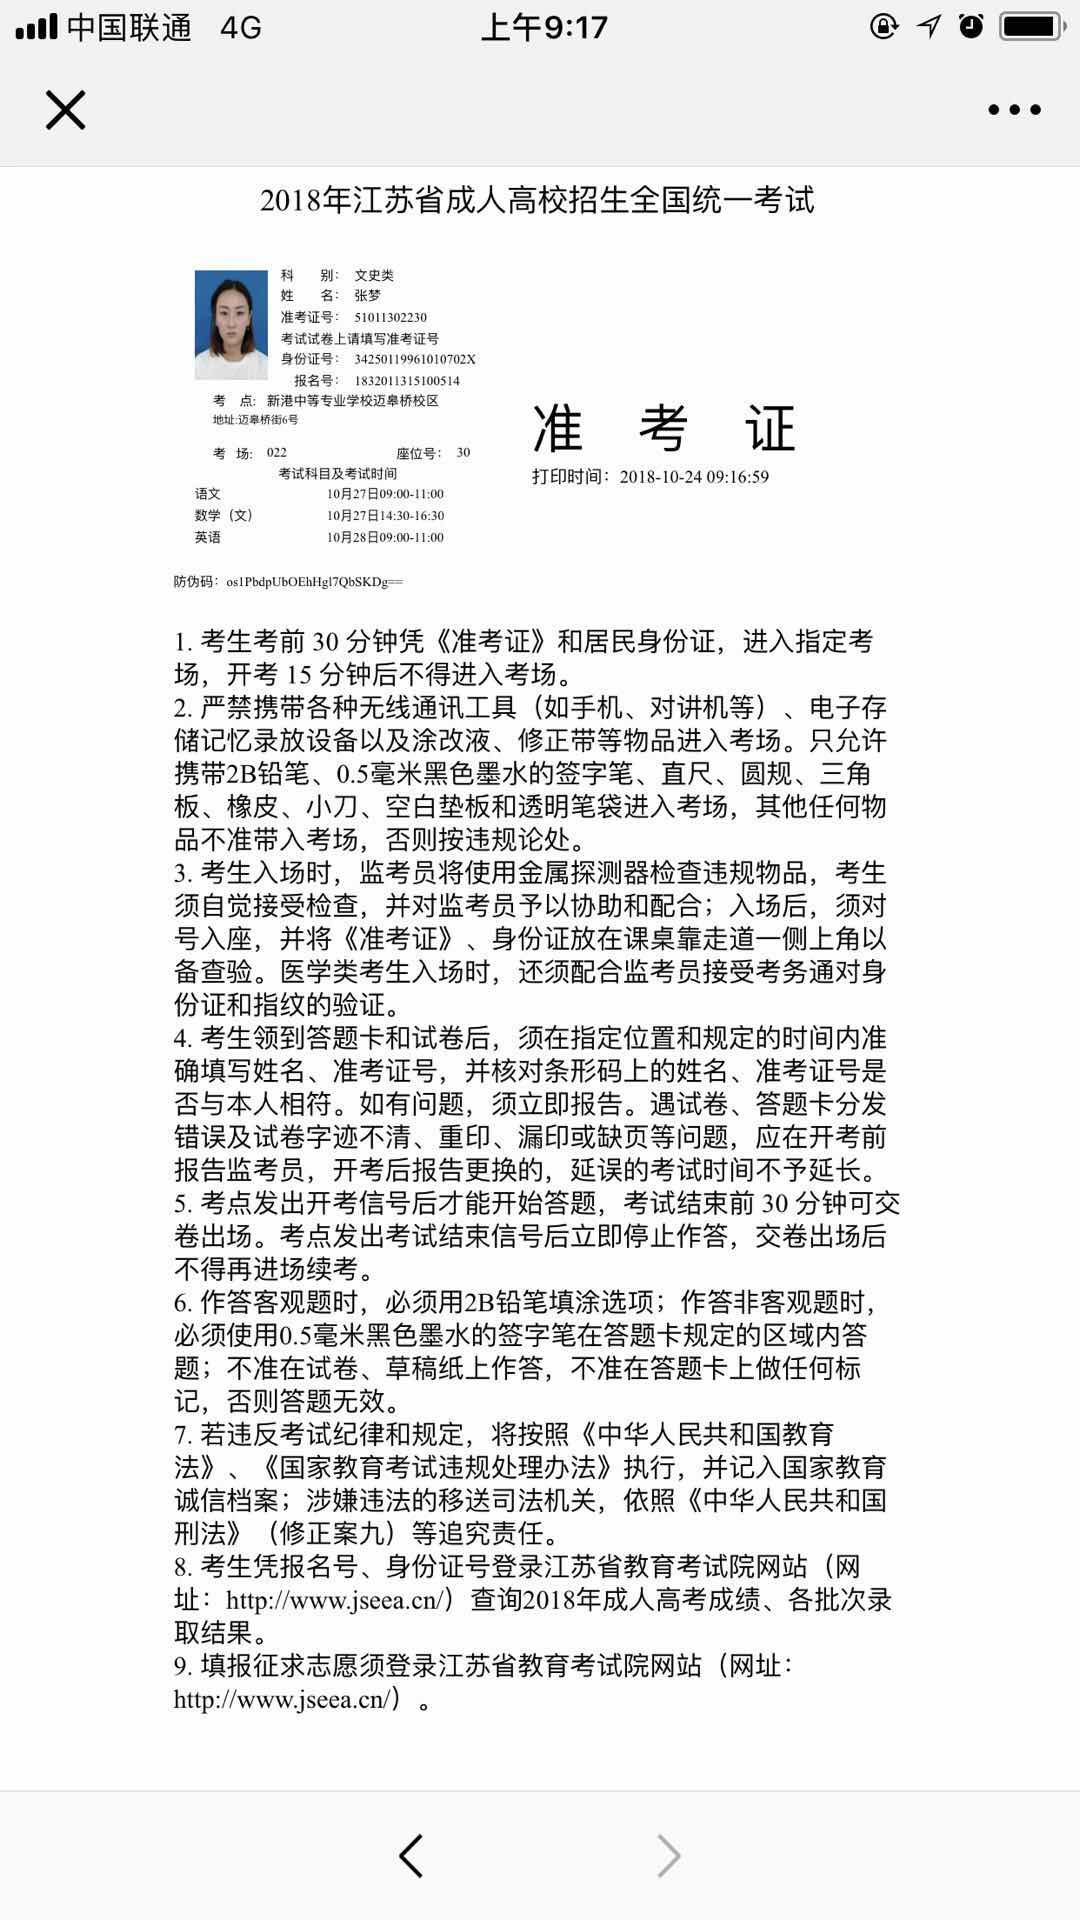 中国联通 4G 上午9:17
2018年江苏省成人高校招生全国统一考试
科 别： 文史类
姓 名： 张梦
准考证号： 51011302230
考试试卷上请填写准考证号
身份证号： 34250119961010702X
报名号： 1832011315100514
考 点： 新港中等专业学校迈皋桥校区
地址:迈皋桥街6号
准 考 证
考 场: 022 座位号： 30
打印时间：2018-10-24 09:16:59
考试科目及考试时间
语文 10月27日09:00-11:00
数学（文） 10月27日14:30-16:30
英语 10月28日09:00-11:00
防伪码：os1PbdpUbOEhHgl7QbSKDg==
1. 考生考前 30 分钟凭《准考证》和居民身份证，进入指定考
场，开考 15 分钟后不得进入考场。
2. 严禁携带各种无线通讯工具（如手机、对讲机等）、电子存
储记忆录放设备以及涂改液、修正带等物品进入考场。只允许
携带2B铅笔、0.5毫米黑色墨水的签字笔、直尺、圆规、三角
板、橡皮、小刀、空白垫板和透明笔袋进入考场，其他任何物
品不准带入考场，否则按违规论处。
3. 考生入场时，监考员将使用金属探测器检查违规物品，考生
须自觉接受检查，并对监考员予以协助和配合；入场后，须对
号入座，并将《准考证》、身份证放在课桌靠走道一侧上角以
备查验。医学类考生入场时，还须配合监考员接受考务通对身
份证和指纹的验证。
4. 考生领到答题卡和试卷后，须在指定位置和规定的时间内准
确填写姓名、准考证号，并核对条形码上的姓名、准考证号是
否与本人相符。如有问题，须立即报告。遇试卷、答题卡分发
错误及试卷字迹不清、重印、漏印或缺页等问题，应在开考前
报告监考员，开考后报告更换的，延误的考试时间不予延长。
5. 考点发出开考信号后才能开始答题，考试结束前 30 分钟可交
卷出场。考点发出考试结束信号后立即停止作答，交卷出场后
不得再进场续考。
6. 作答客观题时，必须用2B铅笔填涂选项；作答非客观题时，
必须使用0.5毫米黑色墨水的签字笔在答题卡规定的区域内答
题；不准在试卷、草稿纸上作答，不准在答题卡上做任何标
记，否则答题无效。
7. 若违反考试纪律和规定，将按照《中华人民共和国教育
法》、《国家教育考试违规处理办法》执行，并记入国家教育
诚信档案；涉嫌违法的移送司法机关，依照《中华人民共和国
刑法》（修正案九）等追究责任。
8. 考生凭报名号、身份证号登录江苏省教育考试院网站（网
址：http://www.jseea.cn/）查询2018年成人高考成绩、各批次录
取结果。
9. 填报征求志愿须登录江苏省教育考试院网站（网址：
http://www.jseea.cn/）。